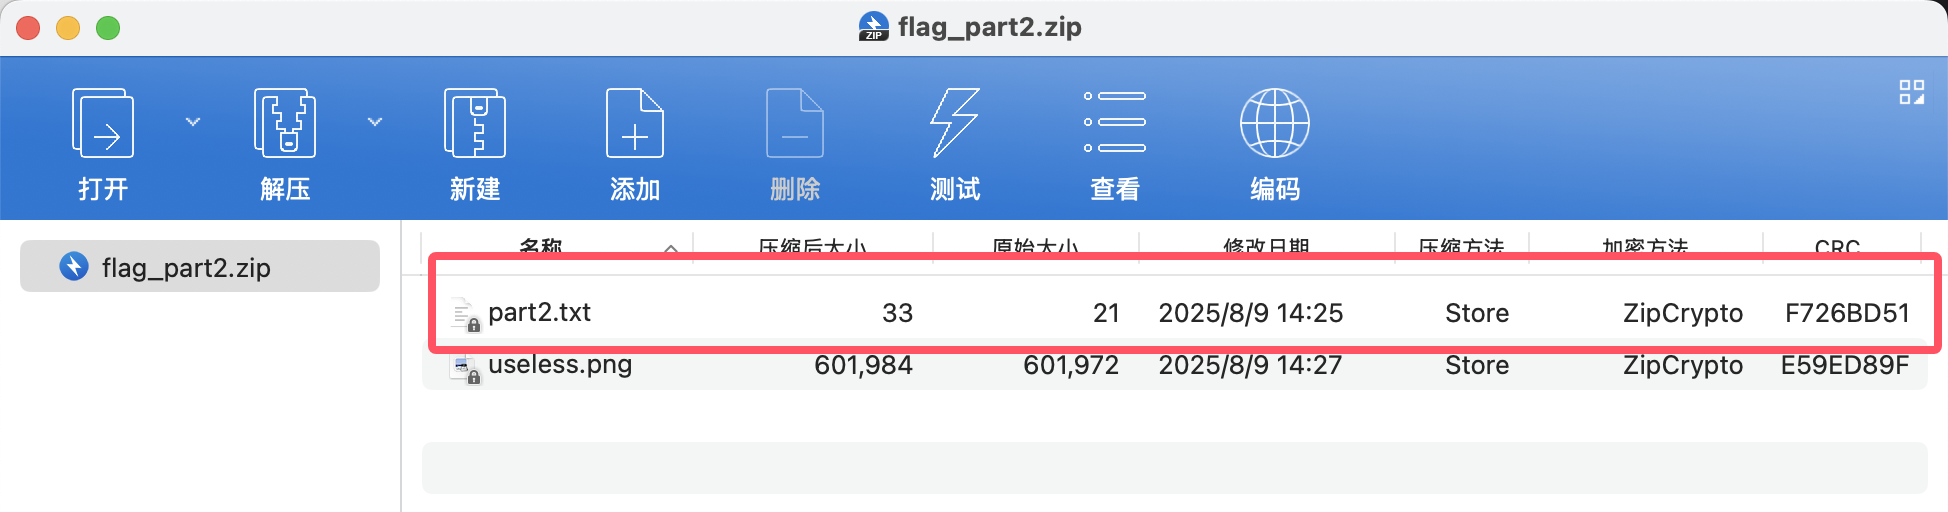 flag_part2.zip
ZIP
打开
解压
新建
添加
删除
测试
查看
编码
flag_part2.zip
名称 压缩后大小 原始大小 修改日期 压缩方法 加密方法 CRC
part2.txt 33 21 2025/8/9 14:25 Store ZipCrypto F726BD51
useless.png 601,984 601,972 2025/8/9 14:27 Store ZipCrypto E59ED89F